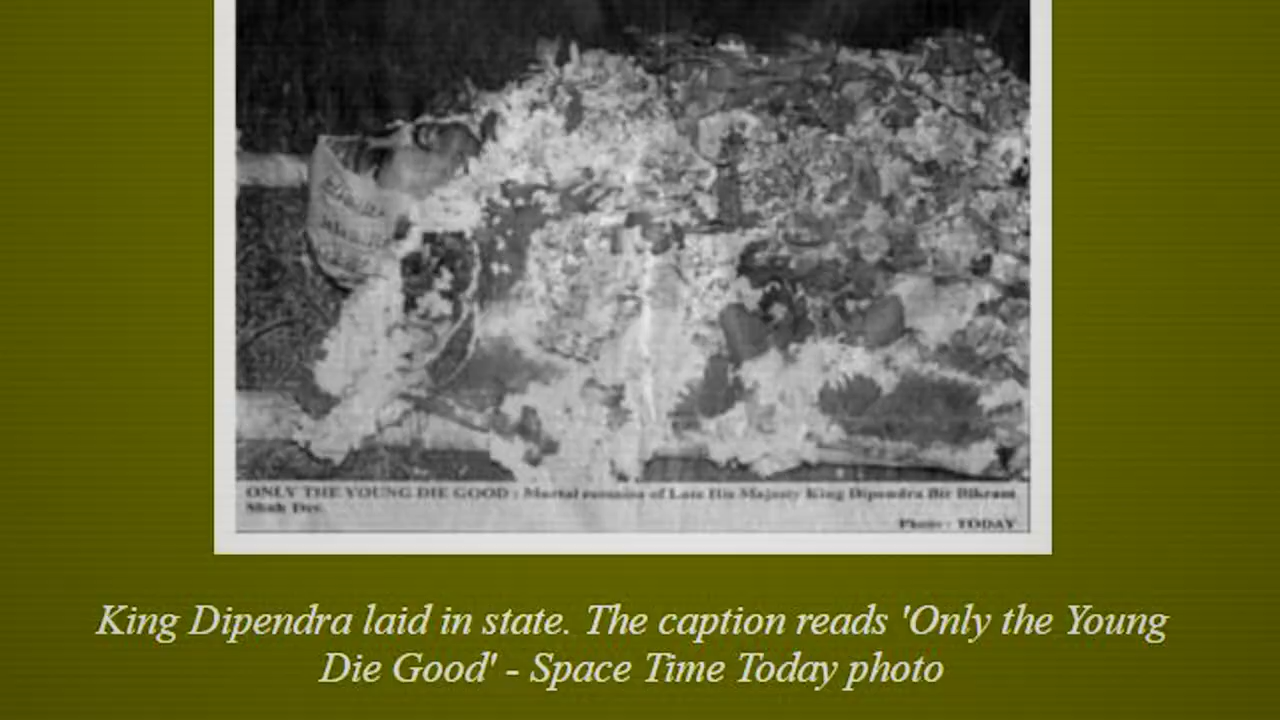 ONLY THE YOUNG DIE GOOD : Mortal remains of Late His Majesty King Dipendra Bir Bikram
Shah Dev.
Photo : TODAY
King Dipendra laid in state. The caption reads 'Only the Young
Die Good' - Space Time Today photo